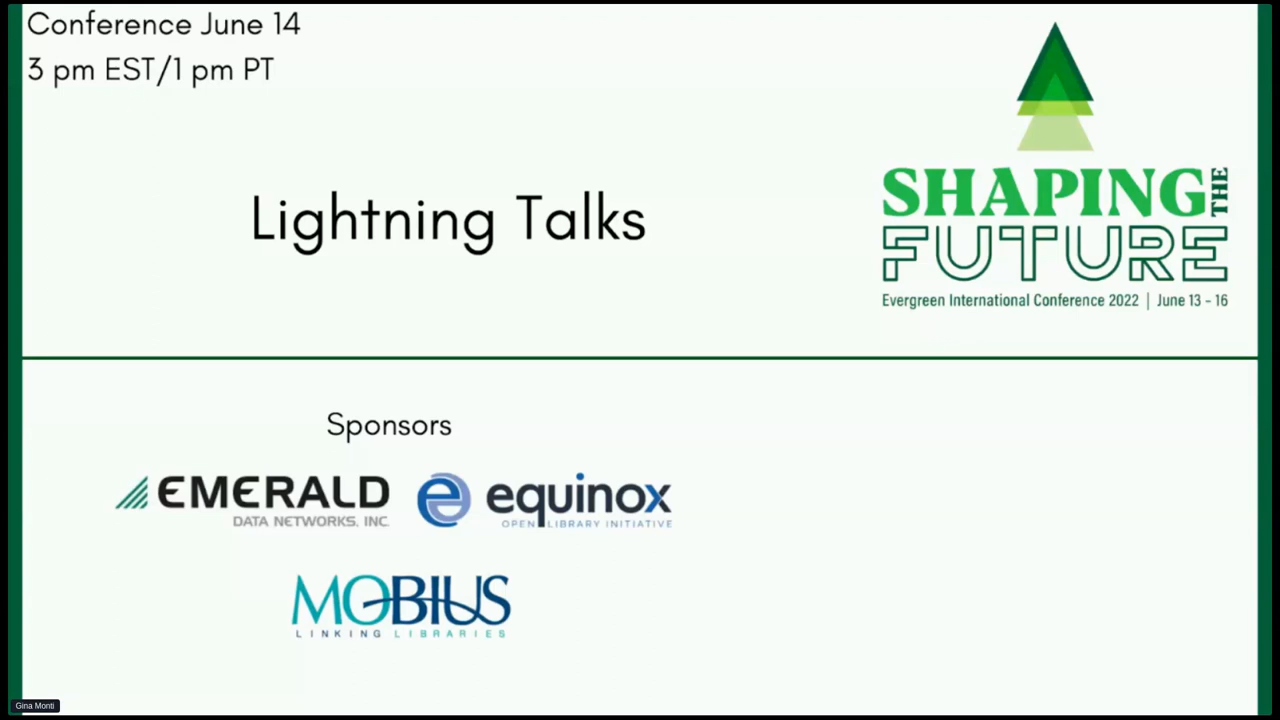 Conference June 14
3 pm EST/1 pm PT
Lightning Talks
SHAPING THE
FUTURE
Evergreen International Conference 2022 | June 13 - 16
Sponsors
EMERALD
DATA NETWORKS, INC.
equinox
OPEN LIBRARY INITIATIVE
MOBIUS
LINKING LIBRARIES
Gina Monti